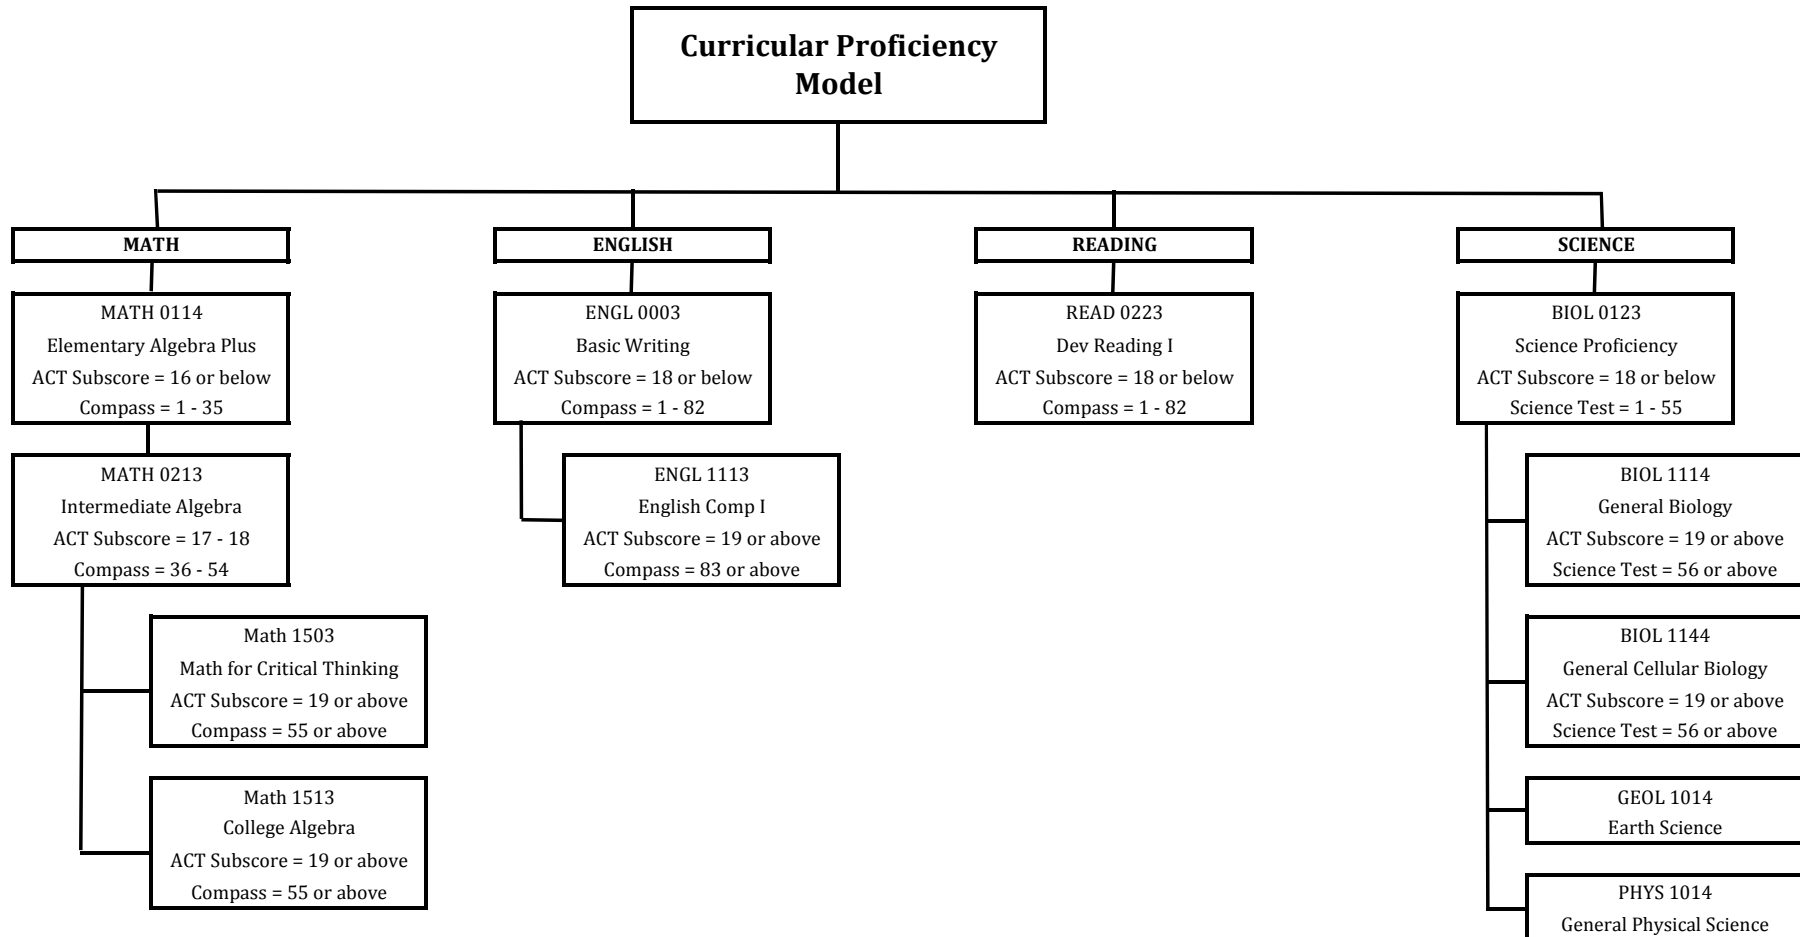 Curricular Proficiency
Model
MATH
MATH 0114
Elementary Algebra Plus
ACT Subscore = 16 or below
Compass = 1 - 35
MATH 0213
Intermediate Algebra
ACT Subscore = 17 - 18
Compass = 36 - 54
Math 1503
Math for Critical Thinking
ACT Subscore = 19 or above
Compass = 55 or above
Math 1513
College Algebra
ACT Subscore = 19 or above
Compass = 55 or above
ENGLISH
ENGL 0003
Basic Writing
ACT Subscore = 18 or below
Compass = 1 - 82
ENGL 1113
English Comp I
ACT Subscore = 19 or above
Compass = 83 or above
READING
READ 0223
Dev Reading I
ACT Subscore = 18 or below
Compass = 1 - 82
SCIENCE
BIOL 0123
Science Proficiency
ACT Subscore = 18 or below
Science Test = 1 - 55
BIOL 1114
General Biology
ACT Subscore = 19 or above
Science Test = 56 or above
BIOL 1144
General Cellular Biology
ACT Subscore = 19 or above
Science Test = 56 or above
GEOL 1014
Earth Science
PHYS 1014
General Physical Science